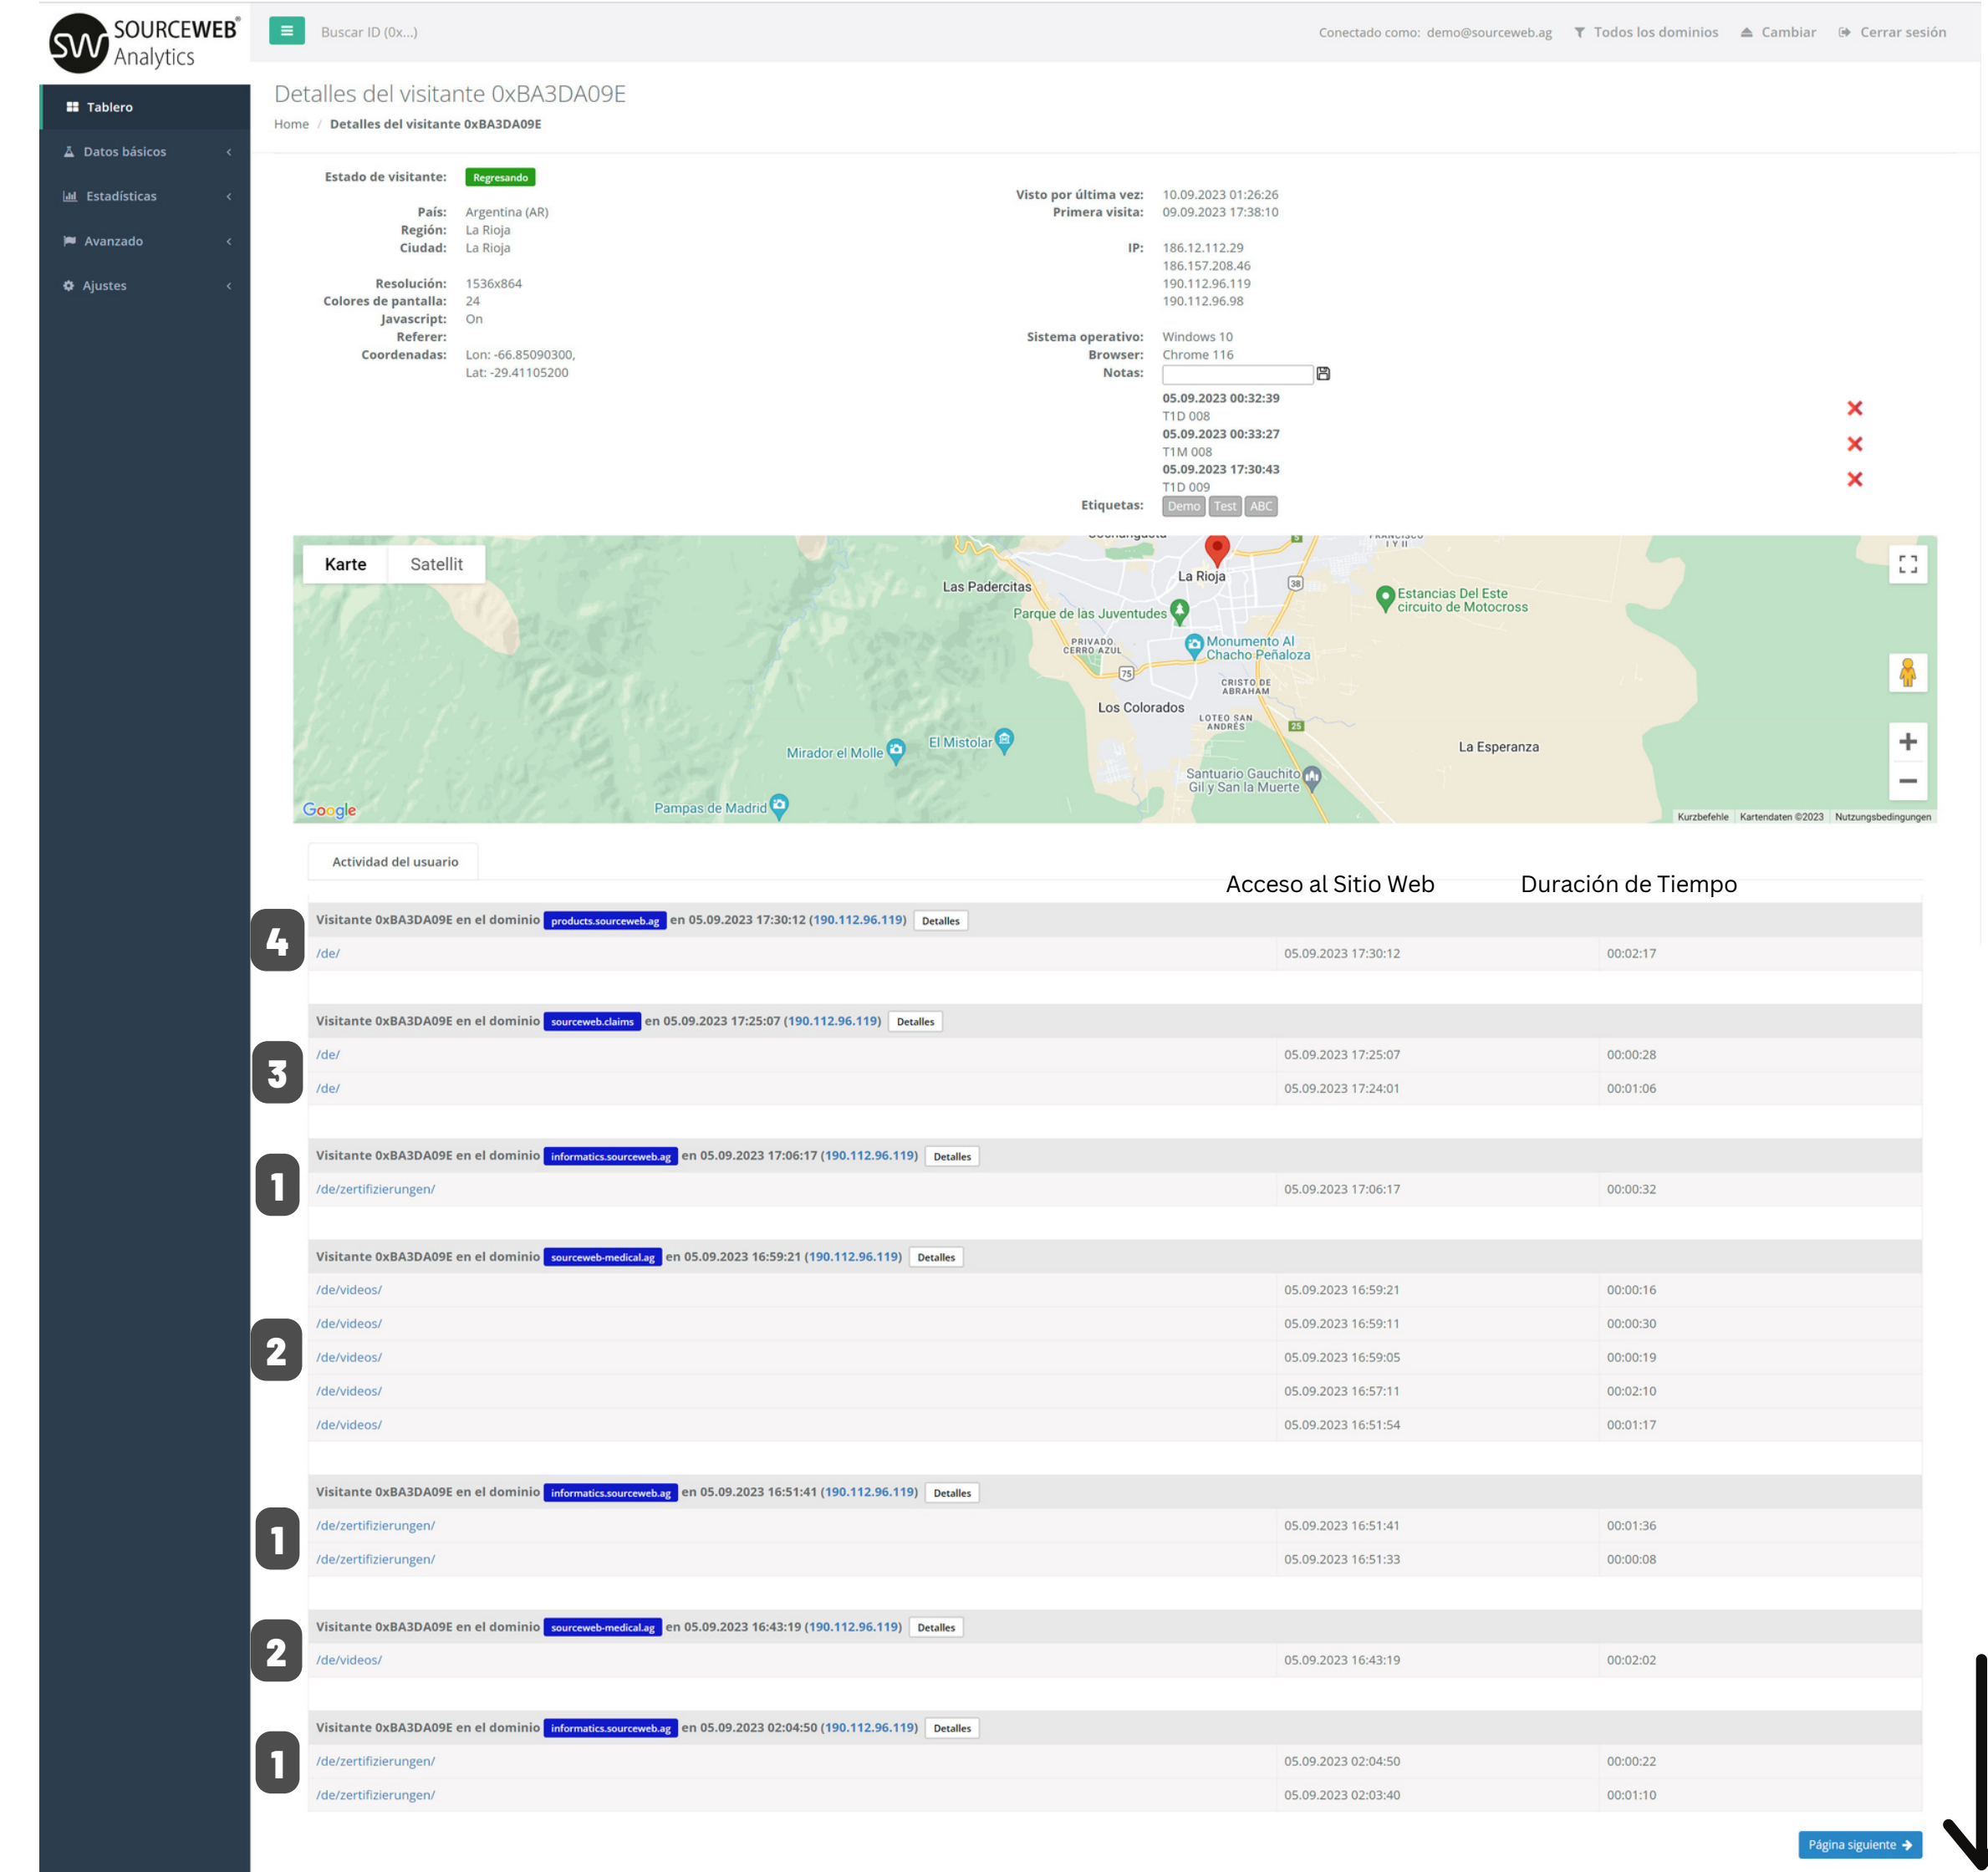 SOURCEWEB®
Analytics
Buscar ID (0x...)
Conectado como: demo@sourceweb.ag Todos los dominios Cambiar Cerrar sesión
Tablero
Datos básicos
Estadísticas
Avanzado
Ajustes
Detalles del visitante 0xBA3DA09E
Home / Detalles del visitante 0xBA3DA09E
Estado de visitante: Regresando
País: Argentina (AR)
Región: La Rioja
Ciudad: La Rioja
Resolución: 1536x864
Colores de pantalla: 24
Javascript: On
Referer:
Coordenadas: Lon: -66.85090300,
Lat: -29.41105200
Visto por última vez: 10.09.2023 01:26:26
Primera visita: 09.09.2023 17:38:10
IP: 186.12.112.29
186.157.208.46
190.112.96.119
190.112.96.98
Sistema operativo: Windows 10
Browser: Chrome 116
Notas:
05.09.2023 00:32:39
T1D 008
05.09.2023 00:33:27
T1M 008
05.09.2023 17:30:43
T1D 009
Etiquetas: Demo Test ABC
Karte Satellit
5
I Y II
La Rioja
38
Las Padercitas
Estancias Del Este
circuito de Motocross
Parque de las Juventudes
PRIVADO
CERRO AZUL
Monumento Al
Chacho Peñaloza
75
CRISTO DE
ABRAHAM
Los Colorados
LOTEO SAN
ANDRÉS
25
El Mistolar
Mirador el Molle
La Esperanza
Santuario Gauchito
Gil y San la Muerte
Pampas de Madrid
Google
Kurzbefehle Kartendaten ©2023 Nutzungsbedingungen
Actividad del usuario
Acceso al Sitio Web Duración de Tiempo
4
Visitante 0xBA3DA09E en el dominio products.sourceweb.ag en 05.09.2023 17:30:12 (190.112.96.119) Detalles
/de/ 05.09.2023 17:30:12 00:02:17
3
Visitante 0xBA3DA09E en el dominio sourceweb.claims en 05.09.2023 17:25:07 (190.112.96.119) Detalles
/de/ 05.09.2023 17:25:07 00:00:28
/de/ 05.09.2023 17:24:01 00:01:06
1
Visitante 0xBA3DA09E en el dominio informatics.sourceweb.ag en 05.09.2023 17:06:17 (190.112.96.119) Detalles
/de/zertifizierungen/ 05.09.2023 17:06:17 00:00:32
2
Visitante 0xBA3DA09E en el dominio sourceweb-medical.ag en 05.09.2023 16:59:21 (190.112.96.119) Detalles
/de/videos/ 05.09.2023 16:59:21 00:00:16
/de/videos/ 05.09.2023 16:59:11 00:00:30
/de/videos/ 05.09.2023 16:59:05 00:00:19
/de/videos/ 05.09.2023 16:57:11 00:02:10
/de/videos/ 05.09.2023 16:51:54 00:01:17
1
Visitante 0xBA3DA09E en el dominio informatics.sourceweb.ag en 05.09.2023 16:51:41 (190.112.96.119) Detalles
/de/zertifizierungen/ 05.09.2023 16:51:41 00:01:36
/de/zertifizierungen/ 05.09.2023 16:51:33 00:00:08
2
Visitante 0xBA3DA09E en el dominio sourceweb-medical.ag en 05.09.2023 16:43:19 (190.112.96.119) Detalles
/de/videos/ 05.09.2023 16:43:19 00:02:02
1
Visitante 0xBA3DA09E en el dominio informatics.sourceweb.ag en 05.09.2023 02:04:50 (190.112.96.119) Detalles
/de/zertifizierungen/ 05.09.2023 02:04:50 00:00:22
/de/zertifizierungen/ 05.09.2023 02:03:40 00:01:10
Página siguiente